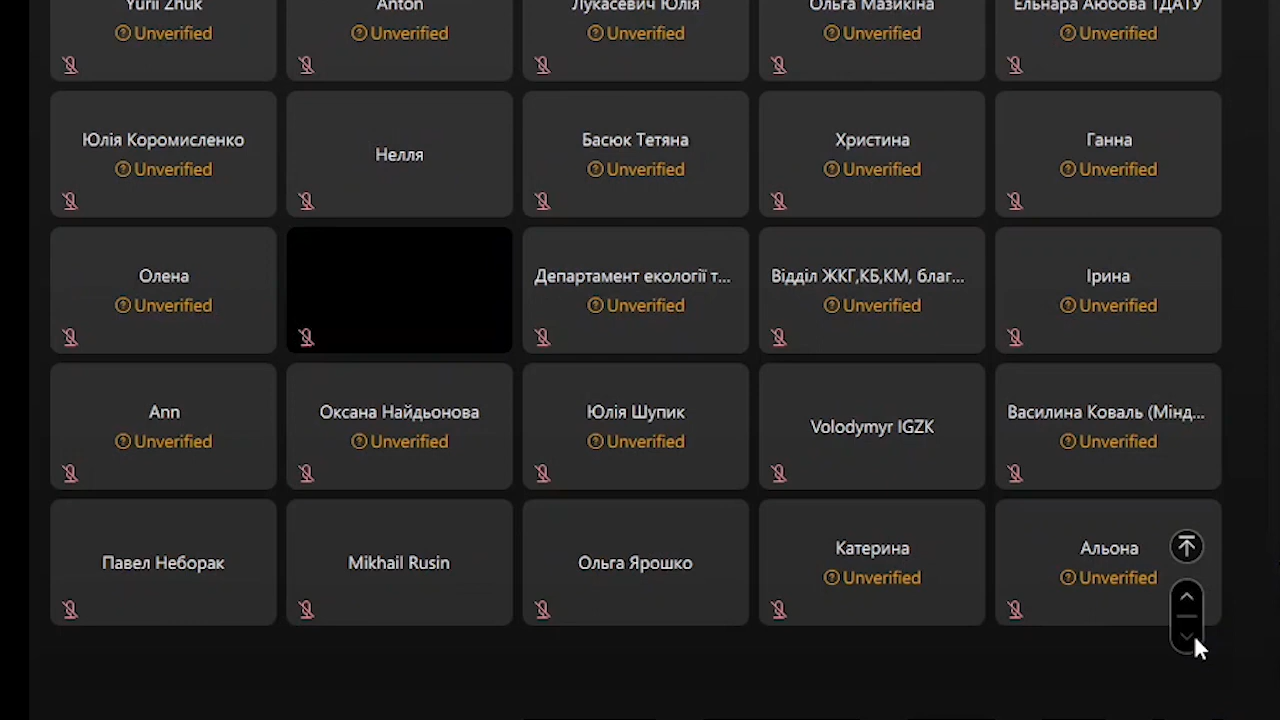 Yurii Zhuk
Anton
Лукасевич Юлія
Ольга Мазикіна
Ельнара Аюбова ТДАТУ
Unverified
Unverified
Unverified
Unverified
Unverified
Юлія Коромисленко
Unverified
Нелля
Басюк Тетяна
Unverified
Христина
Unverified
Ганна
Unverified
Олена
Unverified
Департамент екології т...
Unverified
Відділ ЖКГ,КБ,КМ, благ...
Unverified
Ірина
Unverified
Ann
Unverified
Оксана Найдьонова
Unverified
Юлія Шупик
Unverified
Volodymyr IGZK
Василина Коваль (Мінд...
Unverified
Павел Неборак
Mikhail Rusin
Ольга Ярошко
Катерина
Unverified
Альона
Unverified